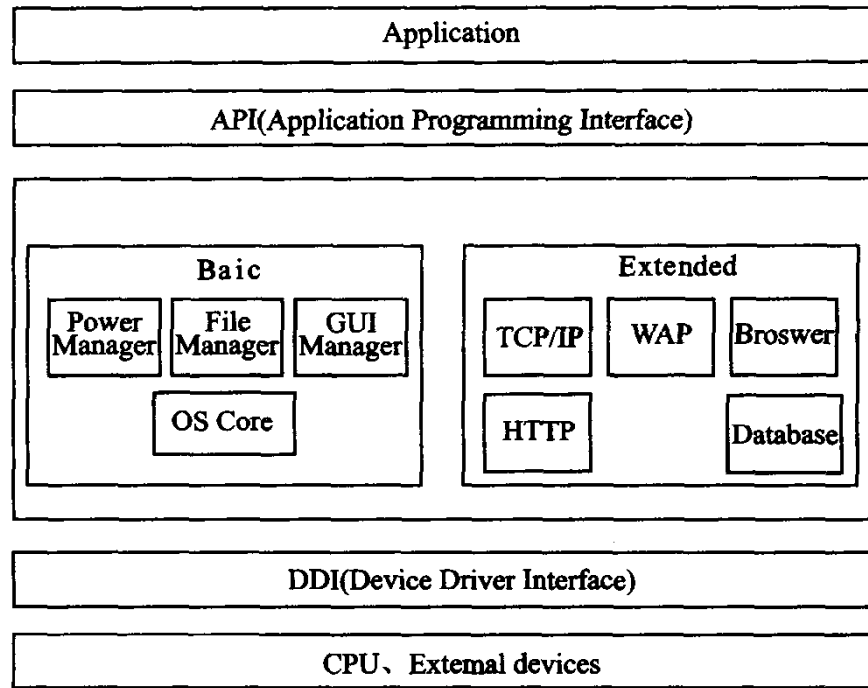 Application
API(Application Programming Interface)
Baic
Extended
Power
Manager
File
Manager
GUI
Manager
TCP/IP
WAP
Broswer
OS Core
HTTP
Database
DDI(Device Driver Interface)
CPU、External devices